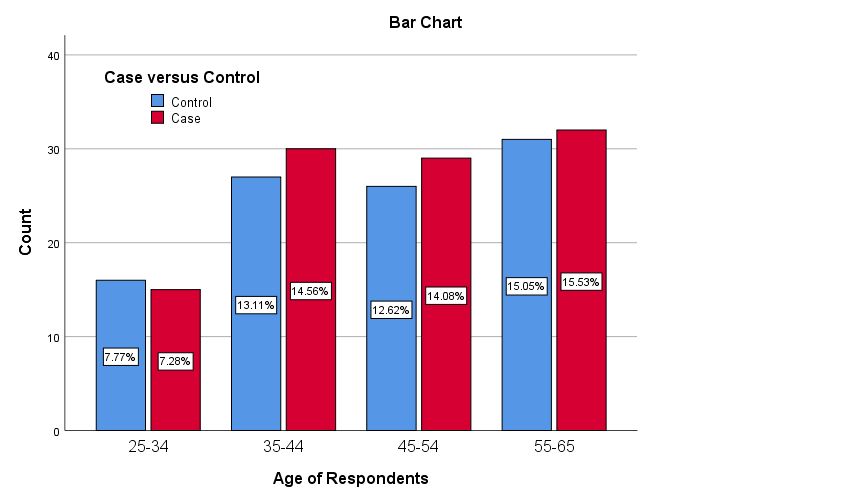 Bar Chart
40
Case versus Control
Control
Case
30
20
10
0
Count
7.77%
7.28%
13.11%
14.56%
12.62%
14.08%
15.05%
15.53%
25-34
35-44
45-54
55-65
Age of Respondents